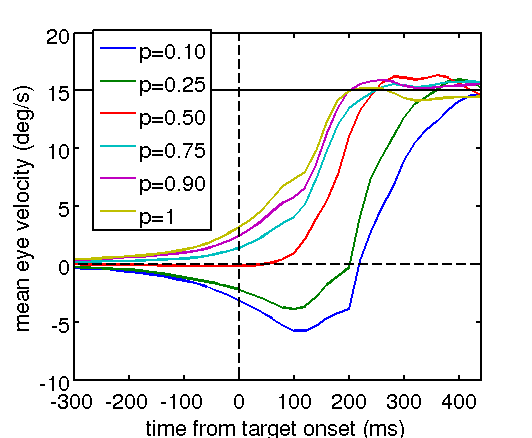 20
15
10
5
0
-5
-10
mean eye velocity (deg/s)
p=0.10
p=0.25
p=0.50
p=0.75
p=0.90
p=1
-300 -200 -100 0 100 200 300 400
time from target onset (ms)